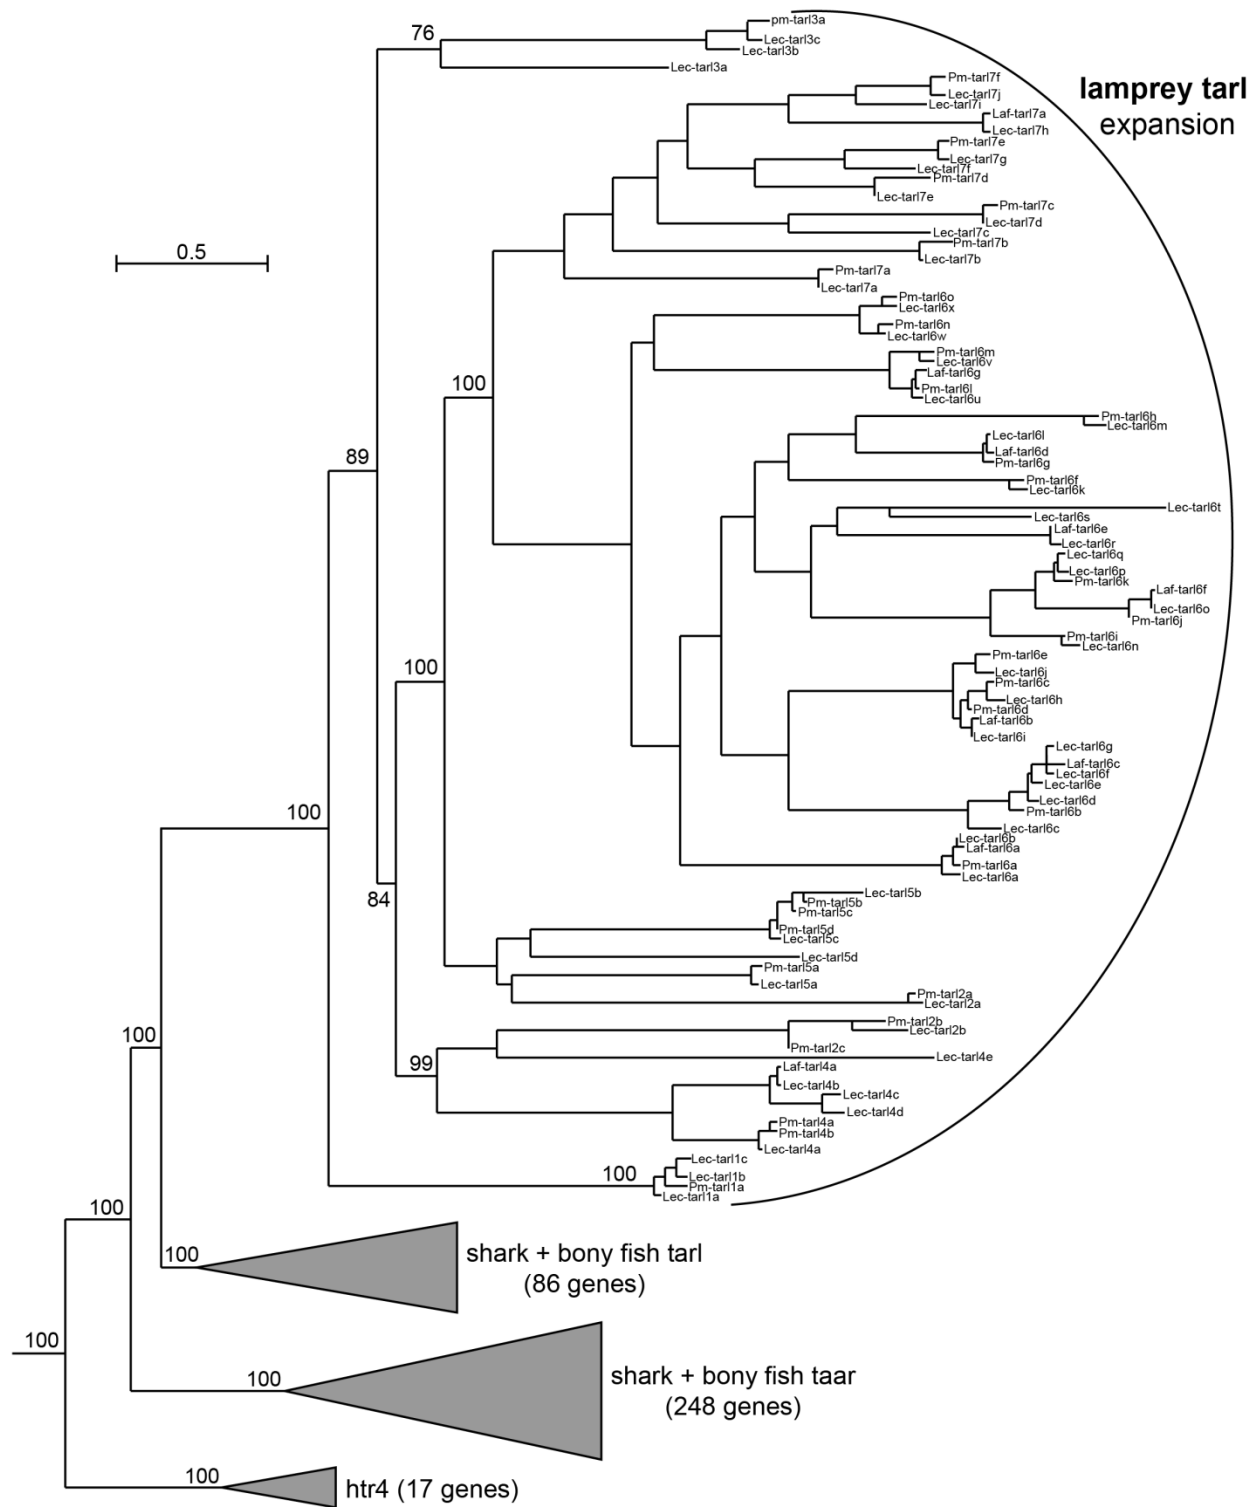 76
pm-tarl3a
Lec-tarl3c
Lec-tarl3b
Lec-tarl3a
lamprey tarl
expansion
Pm-tarl7f
Lec-tarl7j
Lec-tarl7i
Laf-tarl7a
Lec-tarl7h
Pm-tarl7e
Lec-tarl7g
Lec-tarl7f
Pm-tarl7d
Lec-tarl7e
Pm-tarl7c
Lec-tarl7d
Lec-tarl7c
Pm-tarl7b
Lec-tarl7b
0.5
Pm-tarl7a
Lec-tarl7a
Pm-tarl6o
Lec-tarl6x
Pm-tarl6n
Lec-tarl6w
Pm-tarl6m
Lec-tarl6v
Laf-tarl6g
Pm-tarl6l
Lec-tarl6u
100
Pm-tarl6h
Lec-tarl6m
Lec-tarl6l
Laf-tarl6d
Pm-tarl6g
89
Pm-tarl6f
Lec-tarl6k
Lec-tarl6t
Lec-tarl6s
Laf-tarl6e
Lec-tarl6r
Lec-tarl6q
Lec-tarl6p
Pm-tarl6k
Laf-tarl6f
Lec-tarl6o
Pm-tarl6j
Pm-tarl6i
Lec-tarl6n
100
Pm-tarl6e
Lec-tarl6j
Pm-tarl6c
Lec-tarl6h
Pm-tarl6d
Laf-tarl6b
Lec-tarl6i
Lec-tarl6g
Laf-tarl6c
Lec-tarl6f
Lec-tarl6e
Lec-tarl6d
Pm-tarl6b
100
Lec-tarl6c
Lec-tarl6b
Laf-tarl6a
Pm-tarl6a
Lec-tarl6a
84
Lec-tarl5b
Pm-tarl5b
Pm-tarl5c
Pm-tarl5d
Lec-tarl5c
Lec-tarl5d
Pm-tarl5a
Lec-tarl5a
Pm-tarl2a
Lec-tarl2a
Pm-tarl2b
Lec-tarl2b
100
Pm-tarl2c
Lec-tarl4e
99
Laf-tarl4a
Lec-tarl4b
Lec-tarl4c
Lec-tarl4d
Pm-tarl4a
Pm-tarl4b
Lec-tarl4a
Lec-tarl1c
100
Lec-tarl1b
Pm-tarl1a
Lec-tarl1a
100
100
shark + bony fish tarl
(86 genes)
100
100
shark + bony fish taar
(248 genes)
100
htr4 (17 genes)